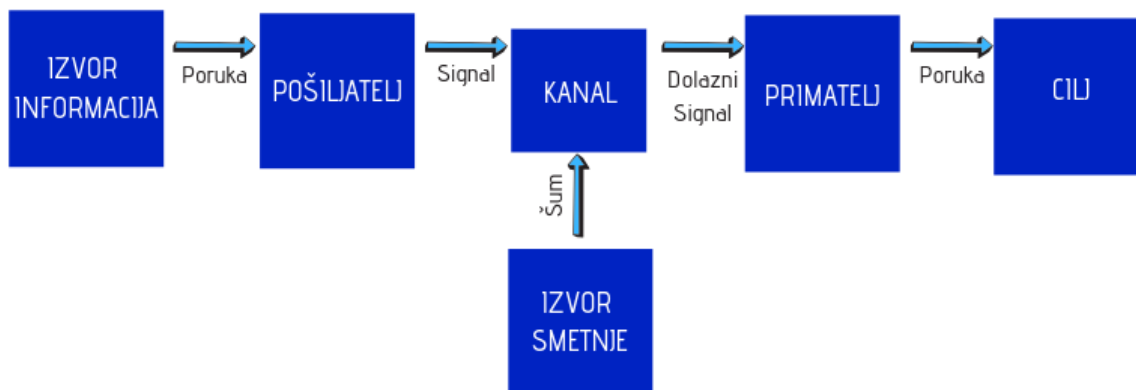 IZVOR
INFORMACIJA
Poruka
POŠILJATELJ
Signal
KANAL
Dolazni
Signal
PRIMATELJ
Poruka
CILJ
Šum
IZVOR
SMETNJE